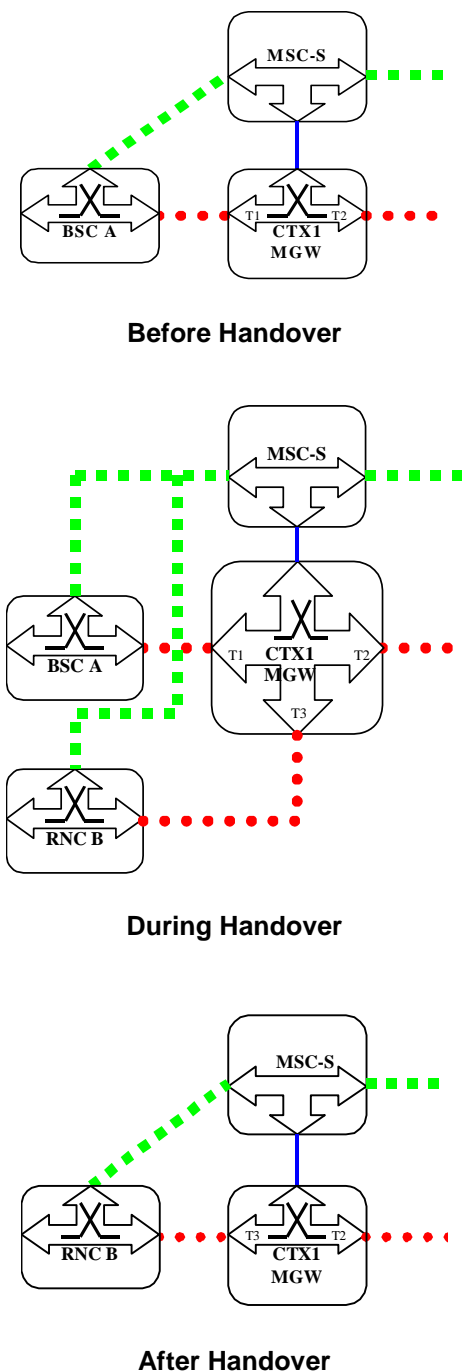 MSC-S
BSC A
T1
T2
CTX1
MGW
Before Handover
MSC-S
BSC A
T1
CTX1
T2
MGW
T3
RNC B
During Handover
MSC-S
RNC B
T3
T2
CTX1
MGW
After Handover